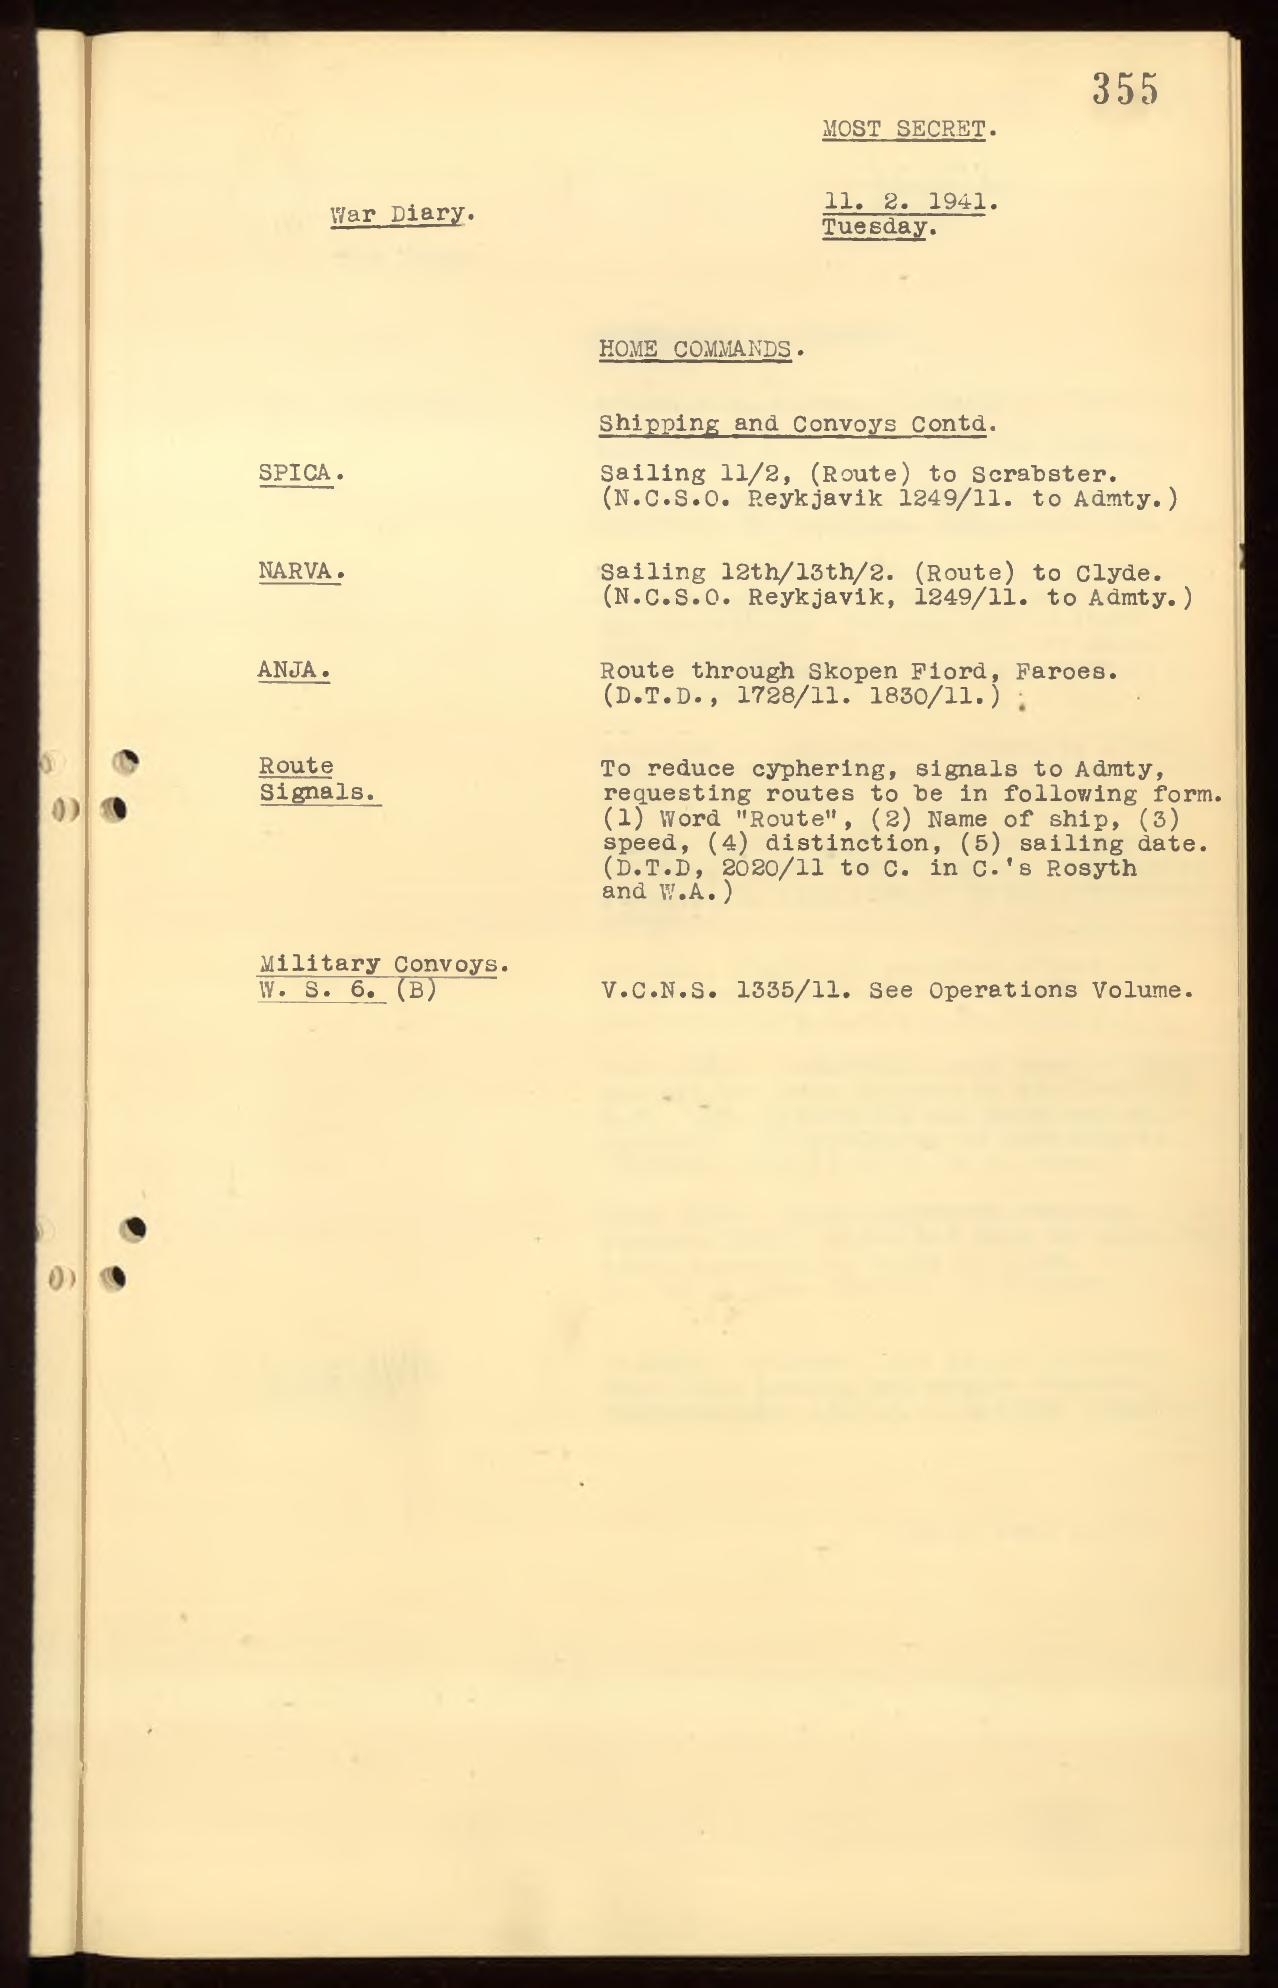 355
MOST SECRET.
War Diary.
11. 2. 1941.
Tuesday.
HOME COMMANDS.
Shipping and Convoys Contd.
SPICA.
Sailing 11/2, (Route) to Scrabster.
(N.C.S.O. Reykjavik 1249/11. to Admty.)
NARVA.
Sailing 12th/13th/2. (Route) to Clyde.
(N.C.S.O. Reykjavik, 1249/11. to Admty.)
ANJA.
Route through Skopen Fiord, Faroes.
(D.T.D., 1728/11. 1830/11.)
Route
Signals.
To reduce cyphering, signals to Admty,
requesting routes to be in following form.
(1) Word "Route", (2) Name of ship, (3)
speed, (4) distinction, (5) sailing date.
(D.T.D, 2020/11 to C. in C.'s Rosyth
and W.A.)
Military Convoys.
W. S. 6. (B)
V.C.N.S. 1335/11. See Operations Volume.